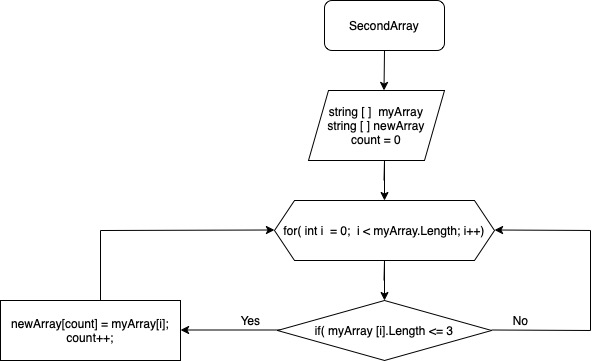 SecondArray
string [ ]  myArray
string [ ] newArray
count = 0
for( int i  = 0;  i < myArray.Length; i++)
newArray[count] = myArray[i];
count++;
Yes
if( myArray [i].Length <= 3
No